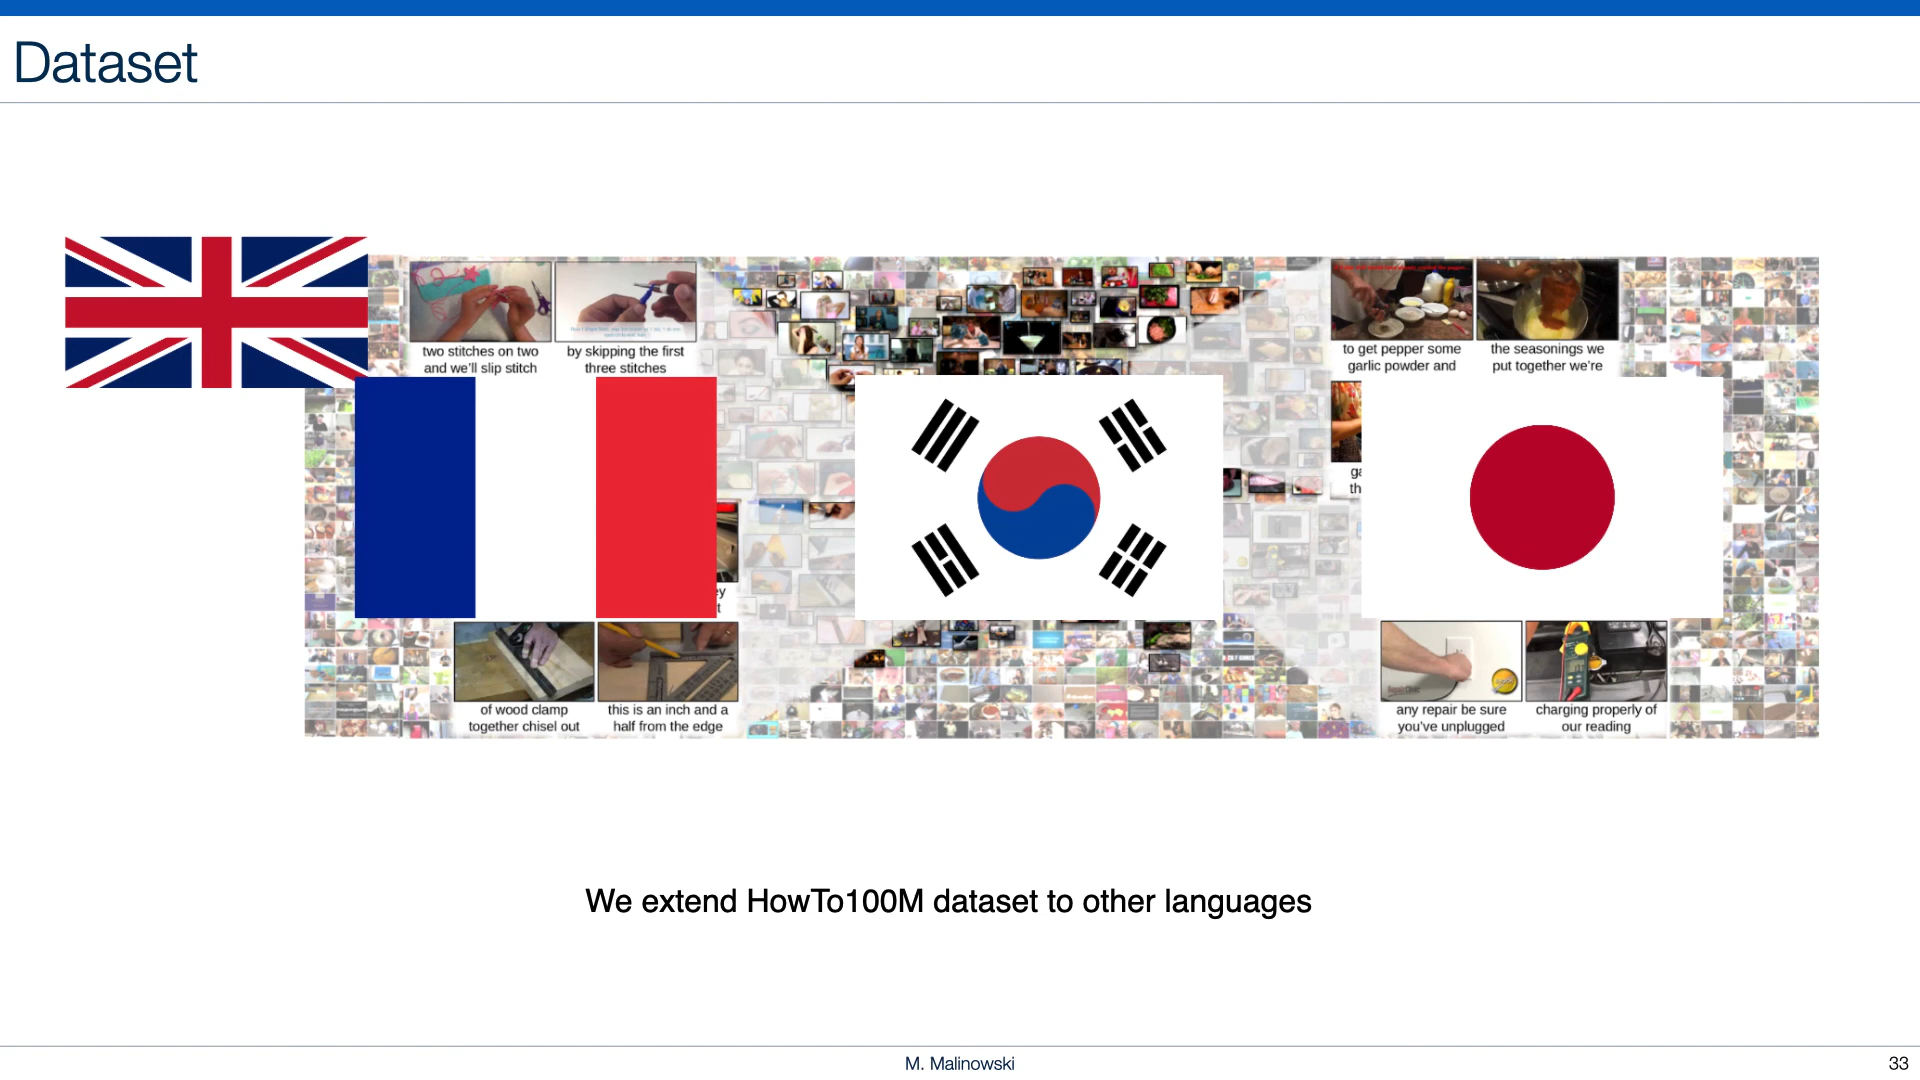 Dataset
two stitches on two
and we'll slip stitch
by skipping the first
three stitches
to get pepper some
garlic powder and
the seasonings we
put together we're
of wood clamp
together chisel out
this is an inch and a
half from the edge
any repair be sure
you've unplugged
charging properly of
our reading
We extend HowTo100M dataset to other languages
M. Malinowski
33